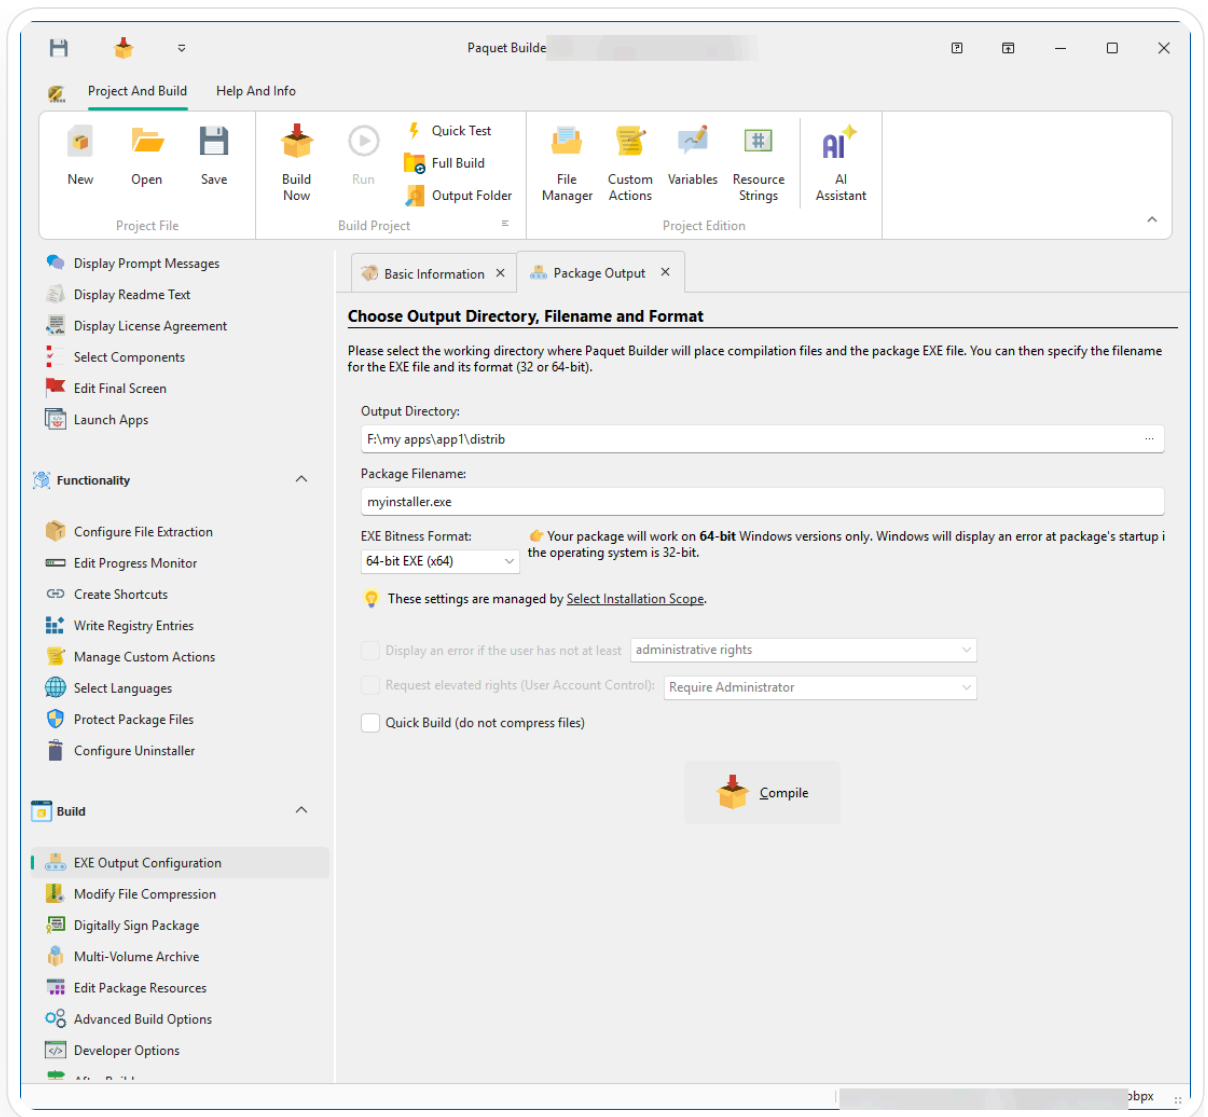 Paquet Builde
Project And Build
Help And Info
New
Open
Save
Project File
Build Now
Run
Quick Test
Full Build
Output Folder
Build Project
File Manager
Custom Actions
Variables
Resource Strings
AI Assistant
Project Edition
Display Prompt Messages
Display Readme Text
Display License Agreement
Select Components
Edit Final Screen
Launch Apps
Functionality
Configure File Extraction
Edit Progress Monitor
Create Shortcuts
Write Registry Entries
Manage Custom Actions
Select Languages
Protect Package Files
Configure Uninstaller
Build
EXE Output Configuration
Modify File Compression
Digitally Sign Package
Multi-Volume Archive
Edit Package Resources
Advanced Build Options
Developer Options
Basic Information
Package Output
Choose Output Directory, Filename and Format
Please select the working directory where Paquet Builder will place compilation files and the package EXE file. You can then specify the filename
for the EXE file and its format (32 or 64-bit).
Output Directory:
F:\my apps\app1\distrib
...
Package Filename:
myinstaller.exe
EXE Bitness Format:
64-bit EXE (x64)
Your package will work on 64-bit Windows versions only. Windows will display an error at package's startup i
the operating system is 32-bit.
These settings are managed by Select Installation Scope.
Display an error if the user has not at least administrative rights
Request elevated rights (User Account Control): Require Administrator
Quick Build (do not compress files)
Compile
bpx